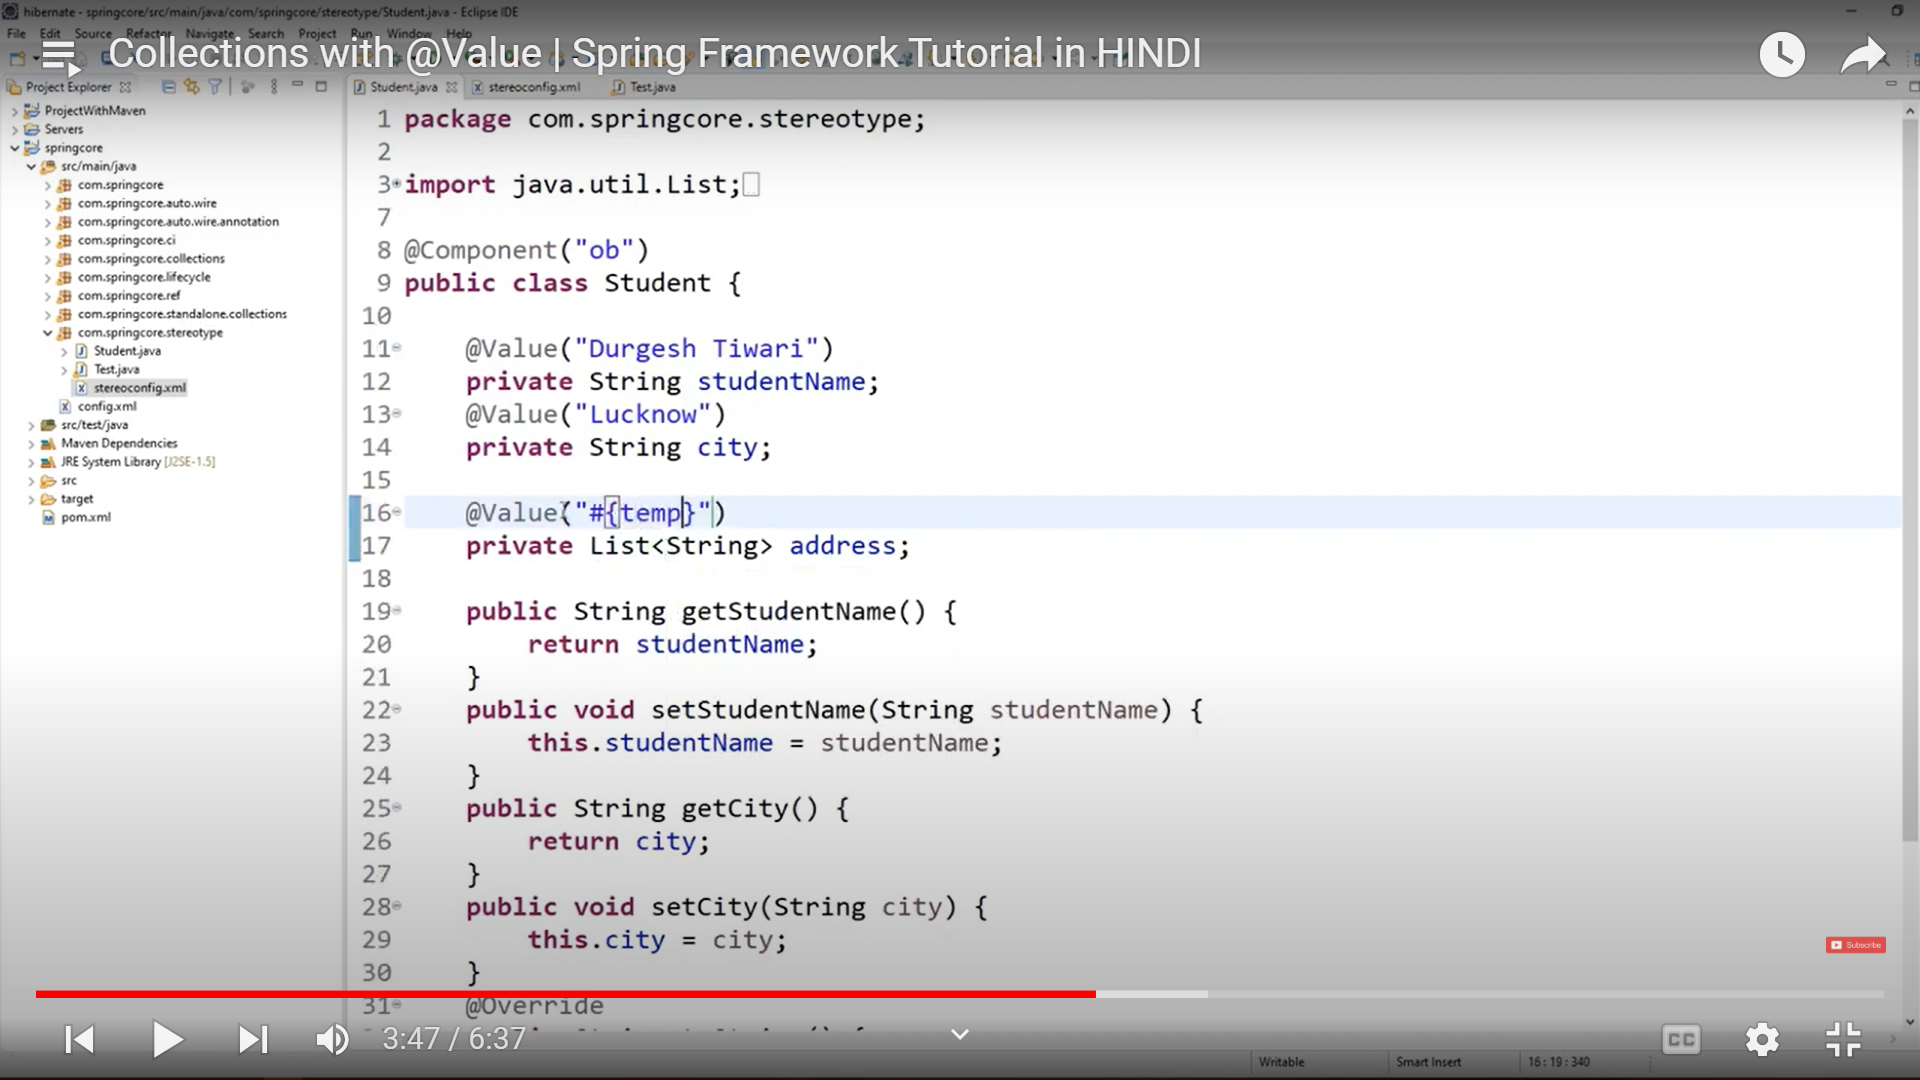 hibernate - springcore/src/main/java/com/springcore/stereotype/Student.java - Eclipse IDE
File Edit Source Refactor Navigate Search Project Run Window Help
Collections with @Value | Spring Framework Tutorial in HINDI
Project Explorer
Student.java stereoconfig.xml Test.java
ProjectWithMaven
Servers
springcore
src/main/java
com.springcore
com.springcore.auto.wire
com.springcore.auto.wire.annotation
com.springcore.ci
com.springcore.collections
com.springcore.lifecycle
com.springcore.ref
com.springcore.standalone.collections
com.springcore.stereotype
Student.java
Test.java
stereoconfig.xml
config.xml
src/test/java
Maven Dependencies
JRE System Library [J2SE-1.5]
src
target
pom.xml
1 package com.springcore.stereotype;
2
3 import java.util.List;
7
8 @Component("ob")
9 public class Student {
10
11 @Value("Durgesh Tiwari")
12 private String studentName;
13 @Value("Lucknow")
14 private String city;
15
16 @Value("#{temp}")
17 private List<String> address;
18
19 public String getStudentName() {
20 return studentName;
21 }
22 public void setStudentName(String studentName) {
23 this.studentName = studentName;
24 }
25 public String getCity() {
26 return city;
27 }
28 public void setCity(String city) {
29 this.city = city;
30 }
31 @Override
Subscribe
3:47 / 6:37
CC
Writable Smart Insert 16 : 19 : 340